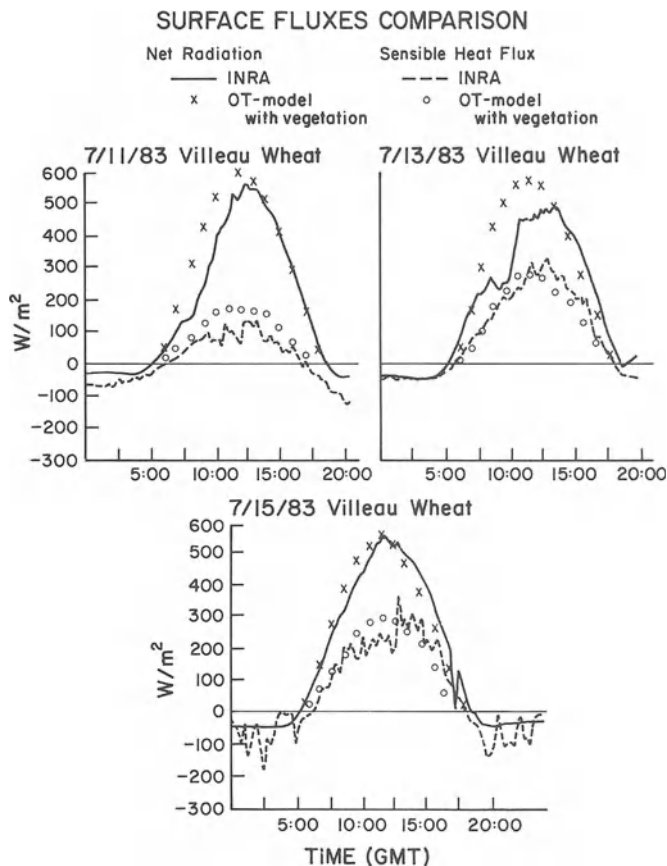 SURFACE FLUXES COMPARISON
Net Radiation
INRA
x OT-model
with vegetation
Sensible Heat Flux
INRA
o OT-model
with vegetation
7/11/83 Villeau Wheat
7/13/83 Villeau Wheat
600
500
400
300
200
100
0
-100
-200
-300
W/m²
5:00 10:00 15:00 20:00
5:00 10:00 15:00 20:00
7/15/83 Villeau Wheat
600
500
400
300
200
100
0
-100
-200
-300
W/m²
5:00 10:00 15:00 20:00
TiME (GMT)